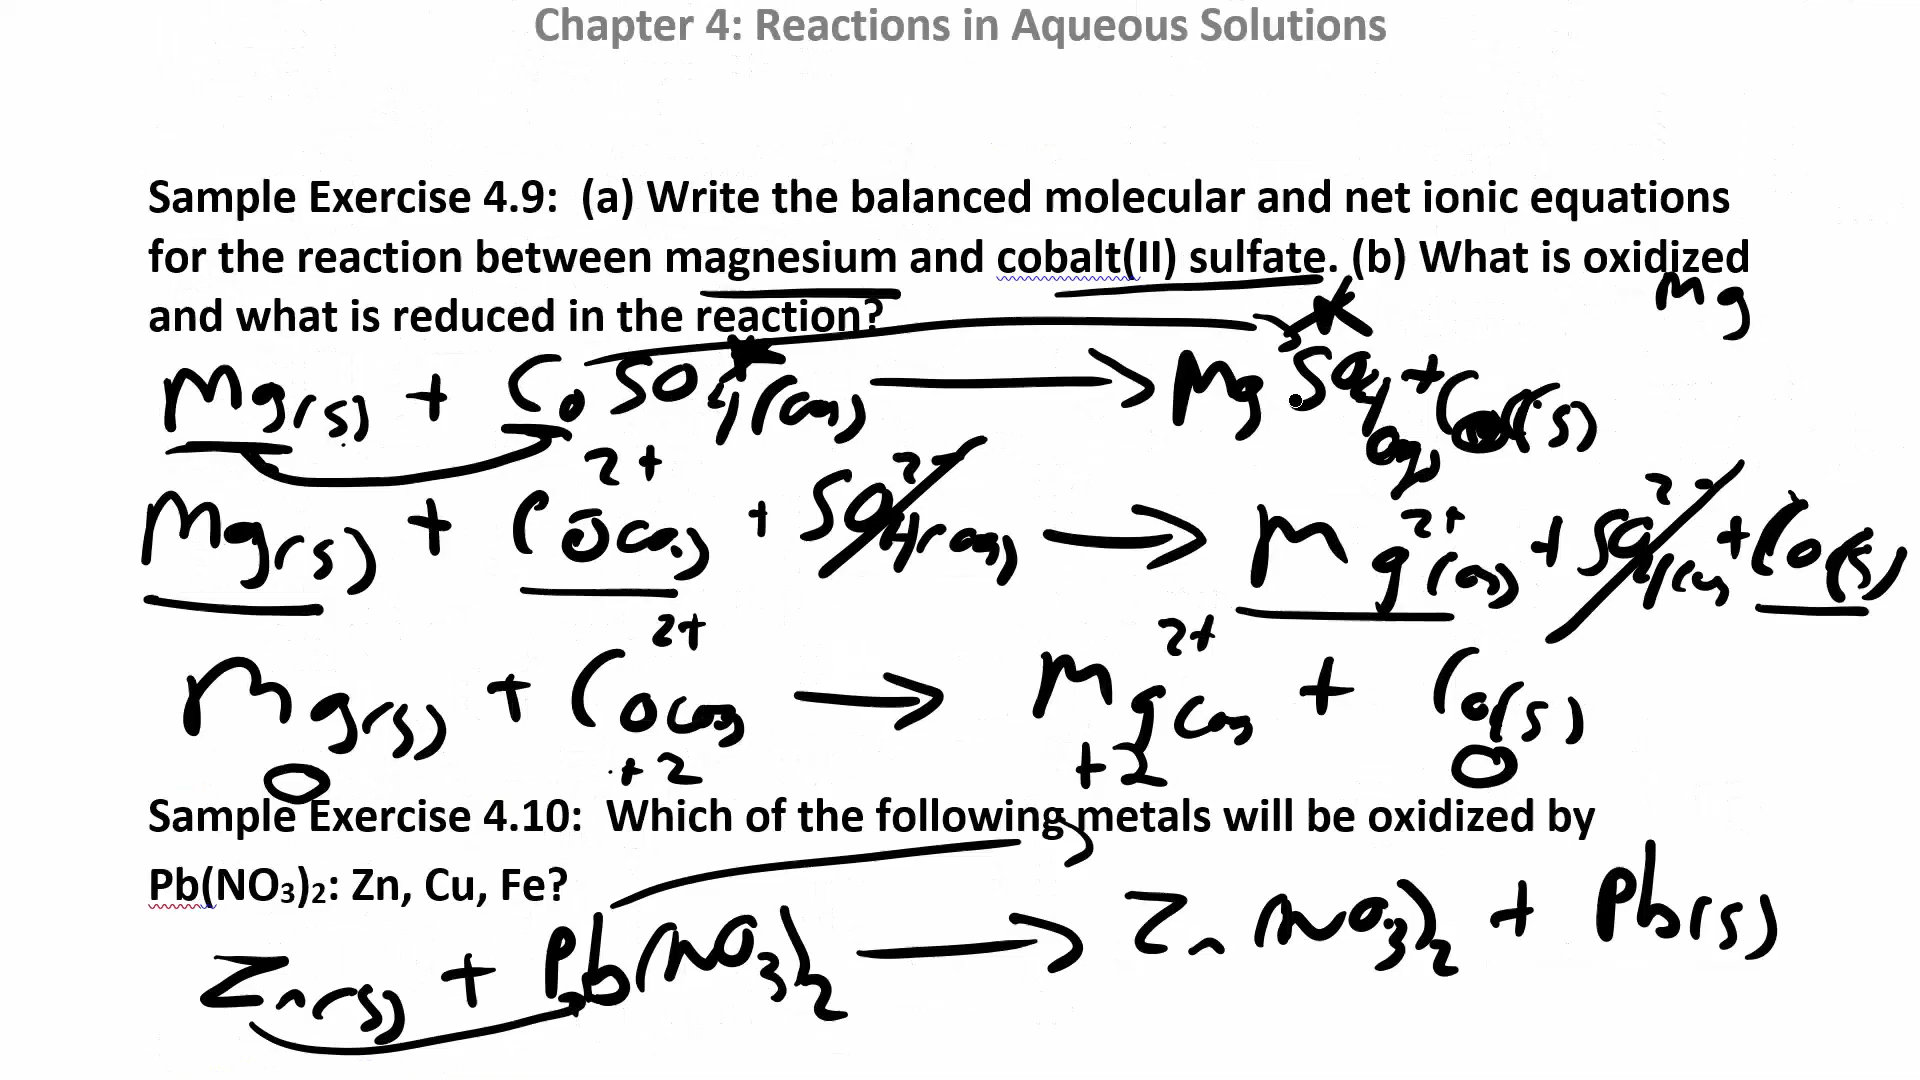 Chapter 4: Reactions in Aqueous Solutions
Sample Exercise 4.9: (a) Write the balanced molecular and net ionic equations
for the reaction between magnesium and cobalt(II) sulfate. (b) What is oxidized
and what is reduced in the reaction?
Mg
Mg(s) + CoSO4(aq) → MgSO4 aq + Co(s)
Mg(s) + Co2+(aq) + SO4 2-(aq) → Mg2+(aq) + SO4 2-(aq) + Co(s)
Mg(s) + Co2+(aq) → Mg2+(aq) + Co(s)
0 +2 +2 0
Sample Exercise 4.10: Which of the following metals will be oxidized by
Pb(NO3)2: Zn, Cu, Fe?
Zn(s) + Pb(NO3)2 → Zn(NO3)2 + Pb(s)